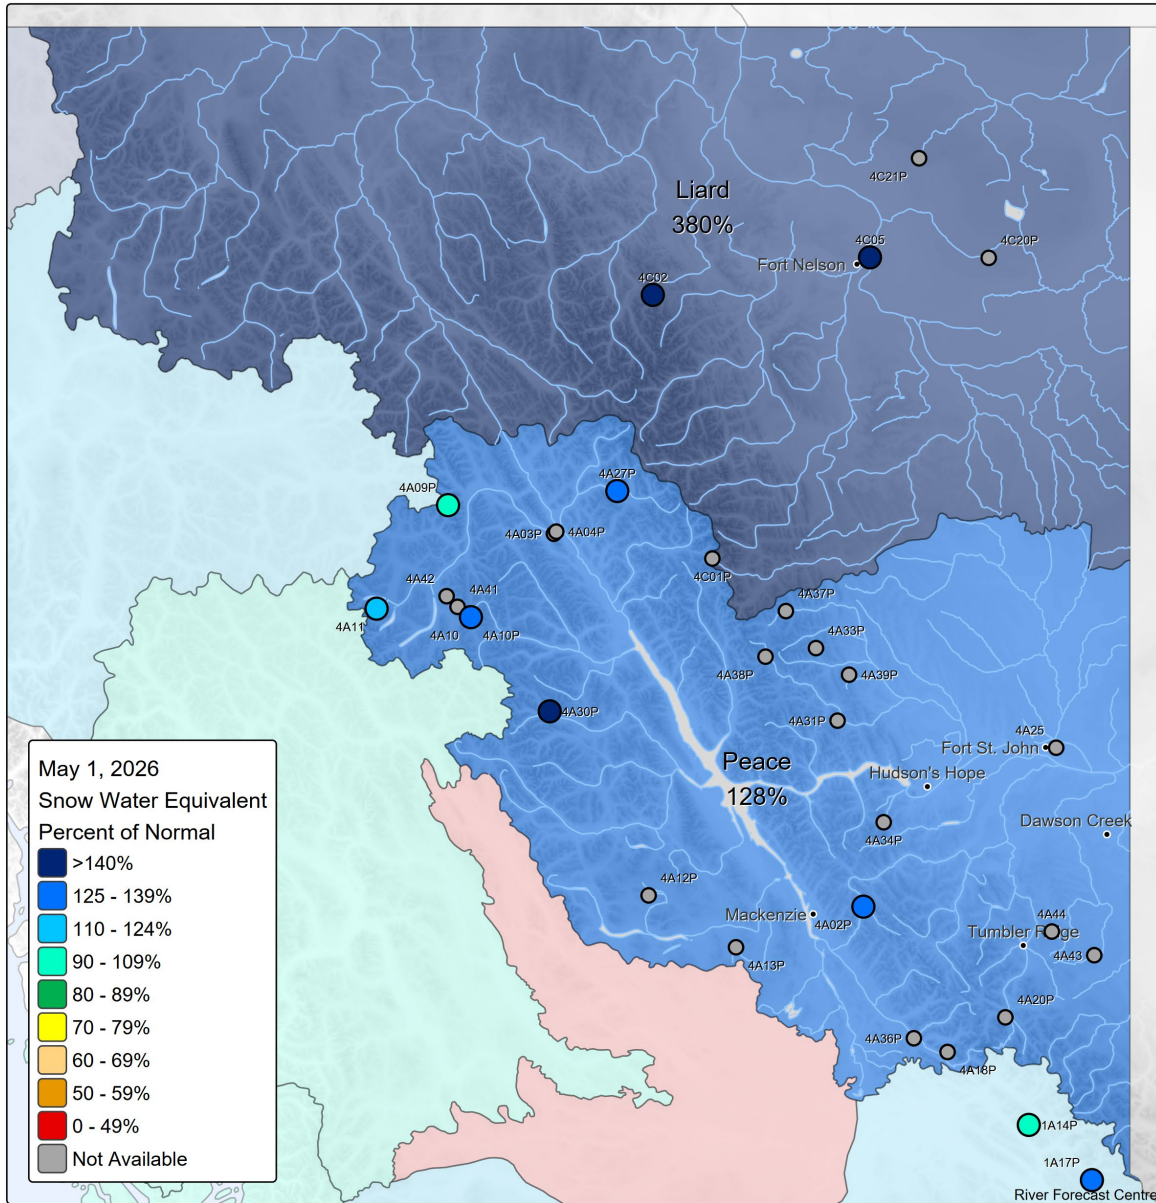 4C21P
Liard
380%
4C05
4C20P
Fort Nelson
4C02
4A27P
4A09P
4A03P
4A04P
4C01P
4A42
4A41
4A37P
4A11
4A10
4A10P
4A33P
4A38P
4A39P
4A30P
4A31P
4A25
Fort St. John
Peace
128%
Hudson's Hope
4A34P
Dawson Creek
4A12P
Mackenzie
4A02P
4A44
Tumbler Ridge
4A43
4A13P
4A20P
4A36P
4A18P
1A14P
1A17P
River Forecast Centre
May 1, 2026
Snow Water Equivalent
Percent of Normal
>140%
125 - 139%
110 - 124%
90 - 109%
80 - 89%
70 - 79%
60 - 69%
50 - 59%
0 - 49%
Not Available